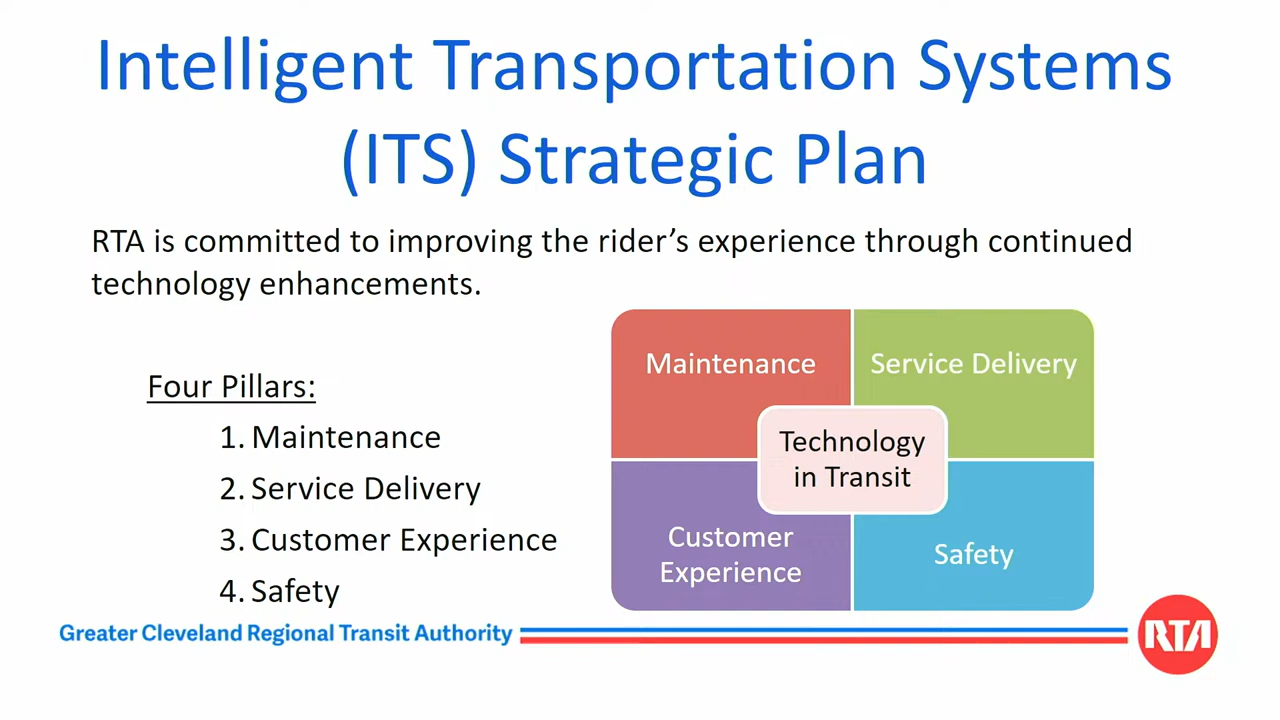 Intelligent Transportation Systems
(ITS) Strategic Plan
RTA is committed to improving the rider's experience through continued
technology enhancements.
Four Pillars:
1. Maintenance
2. Service Delivery
3. Customer Experience
4. Safety
Maintenance
Service Delivery
Technology
in Transit
Customer
Experience
Safety
Greater Cleveland Regional Transit Authority
RTA